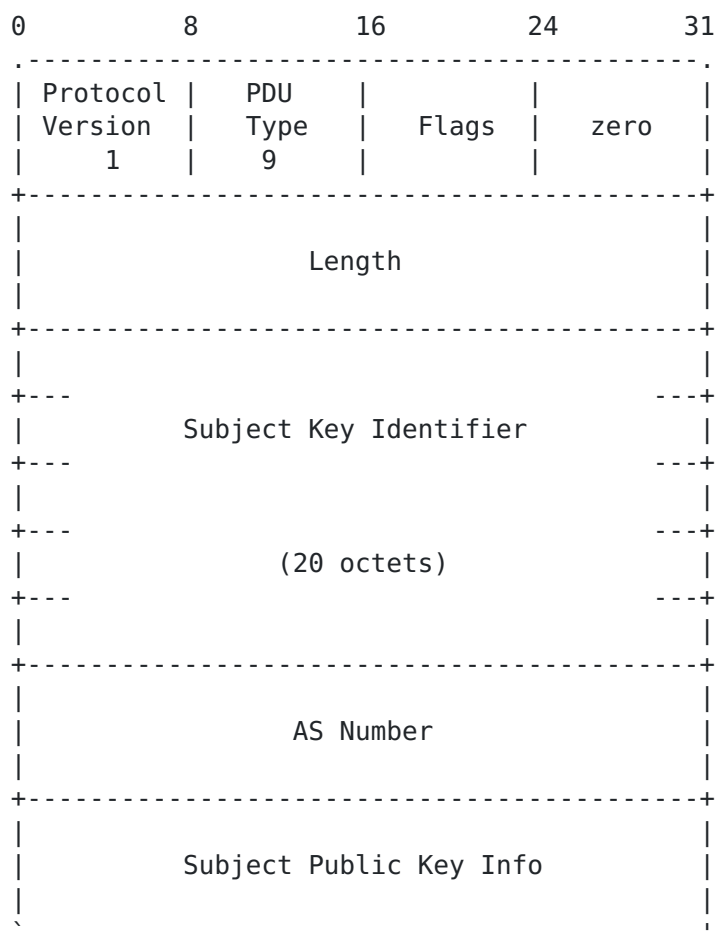 0          8          16         24         31
.-------------------------------------------.
| Protocol |   PDU    |          |          |
| Version  |   Type   |   Flags  |   zero   |
|     1    |    9     |          |          |
+-------------------------------------------+
|                                           |
|                  Length                   |
|                                           |
+-------------------------------------------+
|                                           |
+---                                     ---+
|          Subject Key Identifier           |
+---                                     ---+
|                                           |
+---                                     ---+
|                (20 octets)                |
+---                                     ---+
|                                           |
+-------------------------------------------+
|                                           |
|                 AS Number                 |
|                                           |
+-------------------------------------------+
|                                           |
|          Subject Public Key Info          |
|                                           |
`-------------------------------------------'